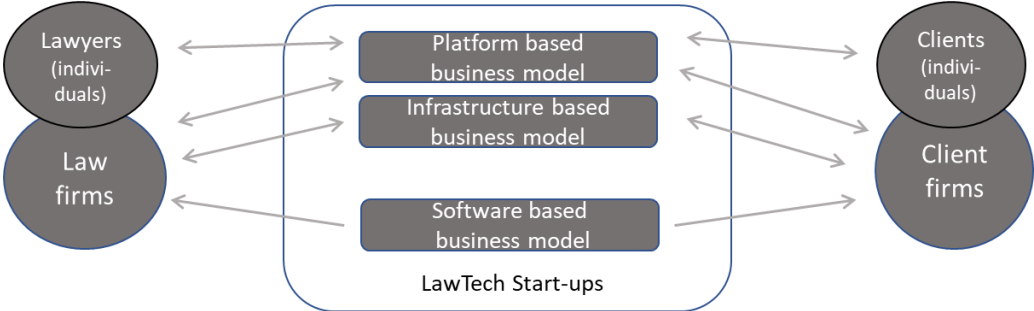 Lawyers
(indivi-
duals)
Law
firms
Platform based
business model
Infrastructure based
business model
Software based
business model
LawTech Start-ups
Clients
(indivi-
duals)
Client
firms